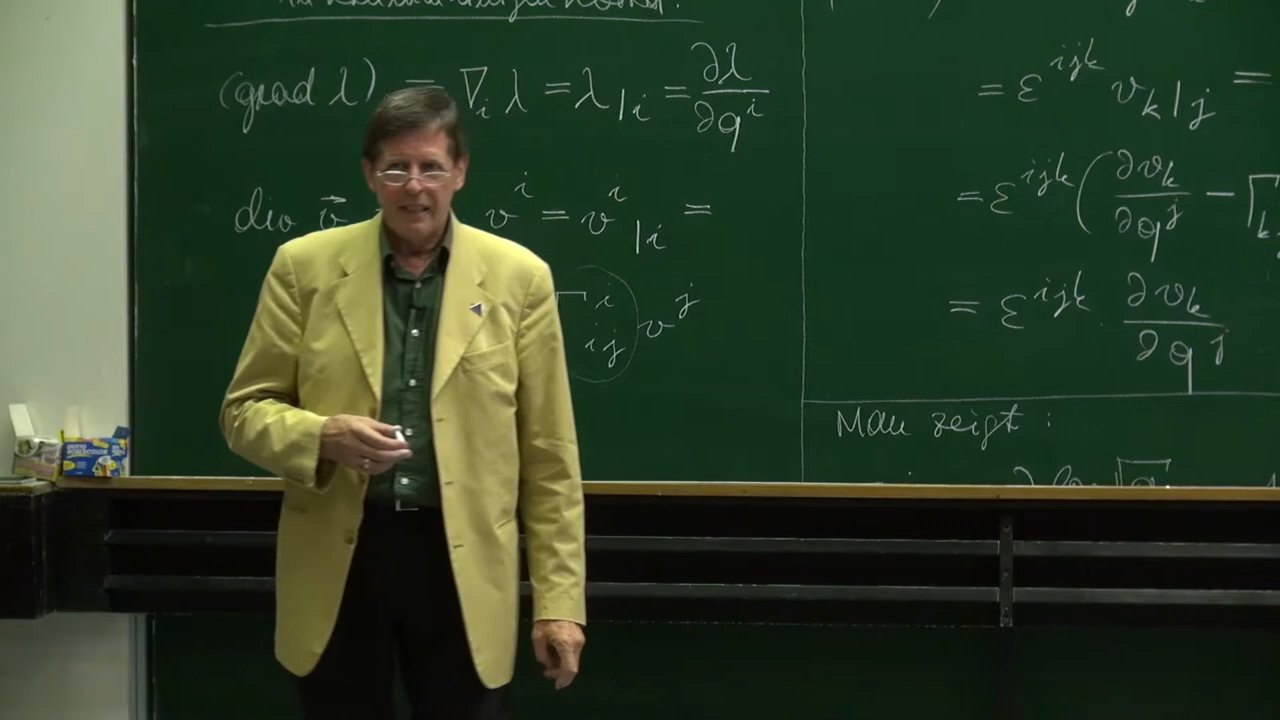 (grad λ) = ∇ᵢ λ = λ|ᵢ = ∂λ/∂qⁱ
div v⃗ vⁱ = vⁱ|ᵢ =
Γⁱᵢⱼ vʲ
= εⁱʲᵏ vₖ|ⱼ =
= εⁱʲᵏ (∂vₖ/∂qʲ − Γ
= εⁱʲᵏ ∂vₖ/∂qʲ
Man zeigt :